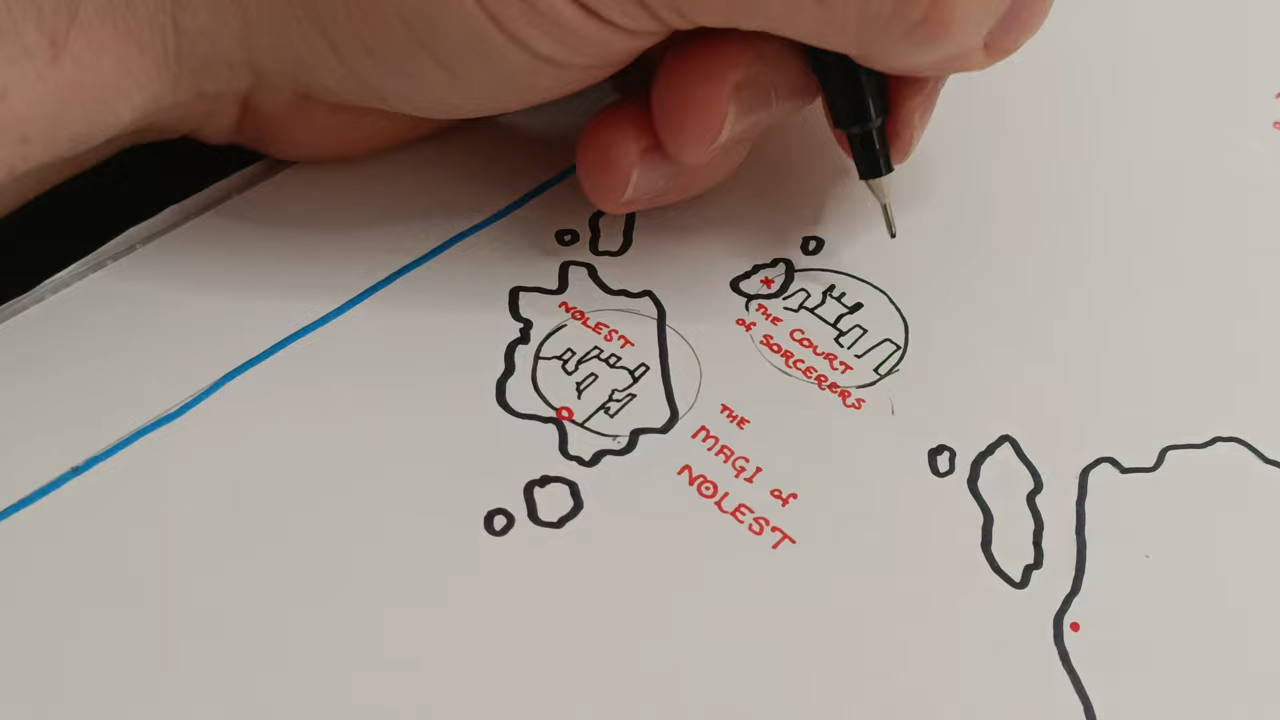 NOLEST
THE COURT
of SORCERERS
THE
MAGI of
NOLEST